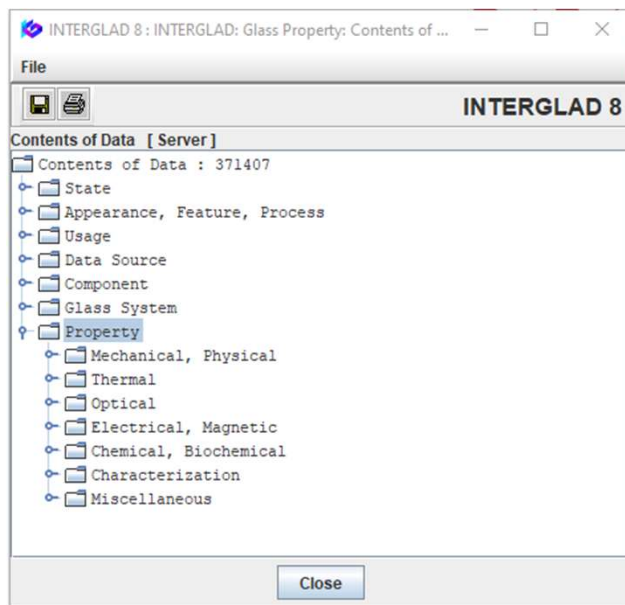 INTERGLAD 8 : INTERGLAD: Glass Property: Contents of ...
File
INTERGLAD 8
Contents of Data [ Server ]
Contents of Data : 371407
State
Appearance, Feature, Process
Usage
Data Source
Component
Glass System
Property
Mechanical, Physical
Thermal
Optical
Electrical, Magnetic
Chemical, Biochemical
Characterization
Miscellaneous
Close